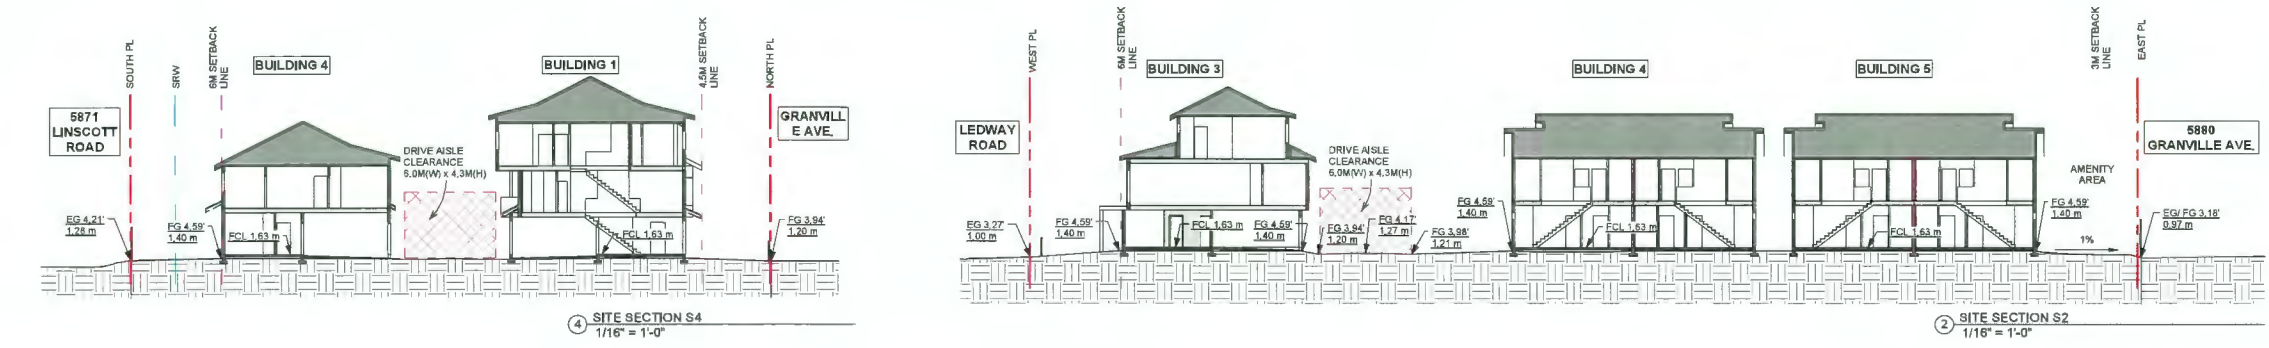 SOUTH PL
SRW
6M SETBACK
LINE
BUILDING 4
BUILDING 1
4.5M SETBACK
LINE
NORTH PL
5871
LINSCOTT
ROAD
GRANVILL
E AVE.
DRIVE AISLE
CLEARANCE
6.0M(W) x 4.3M(H)
EG 4.21'
1.28 m
FG 4.59'
1.40 m
FCL 1.63 m
FCL 1.63 m
FG 3.94'
1.20 m
4 SITE SECTION S4
1/16" = 1'-0"
WEST PL
6M SETBACK
LINE
BUILDING 3
BUILDING 4
BUILDING 5
3M SETBACK
LINE
EAST PL
LEDWAY
ROAD
5880
GRANVILLE AVE.
DRIVE AISLE
CLEARANCE
6.0M(W) x 4.3M(H)
AMENITY
AREA
EG 3.27'
1.00 m
FG 4.59'
1.40 m
FCL 1.63 m
FG 4.59'
1.40 m
FG 3.94'
1.20 m
FG 4.17'
1.27 m
FG 3.98'
1.21 m
FG 4.59'
1.40 m
FCL 1.63 m
FCL 1.63 m
FG 4.59'
1.40 m
1%
EG/ FG 3.18'
0.97 m
2 SITE SECTION S2
1/16" = 1'-0"